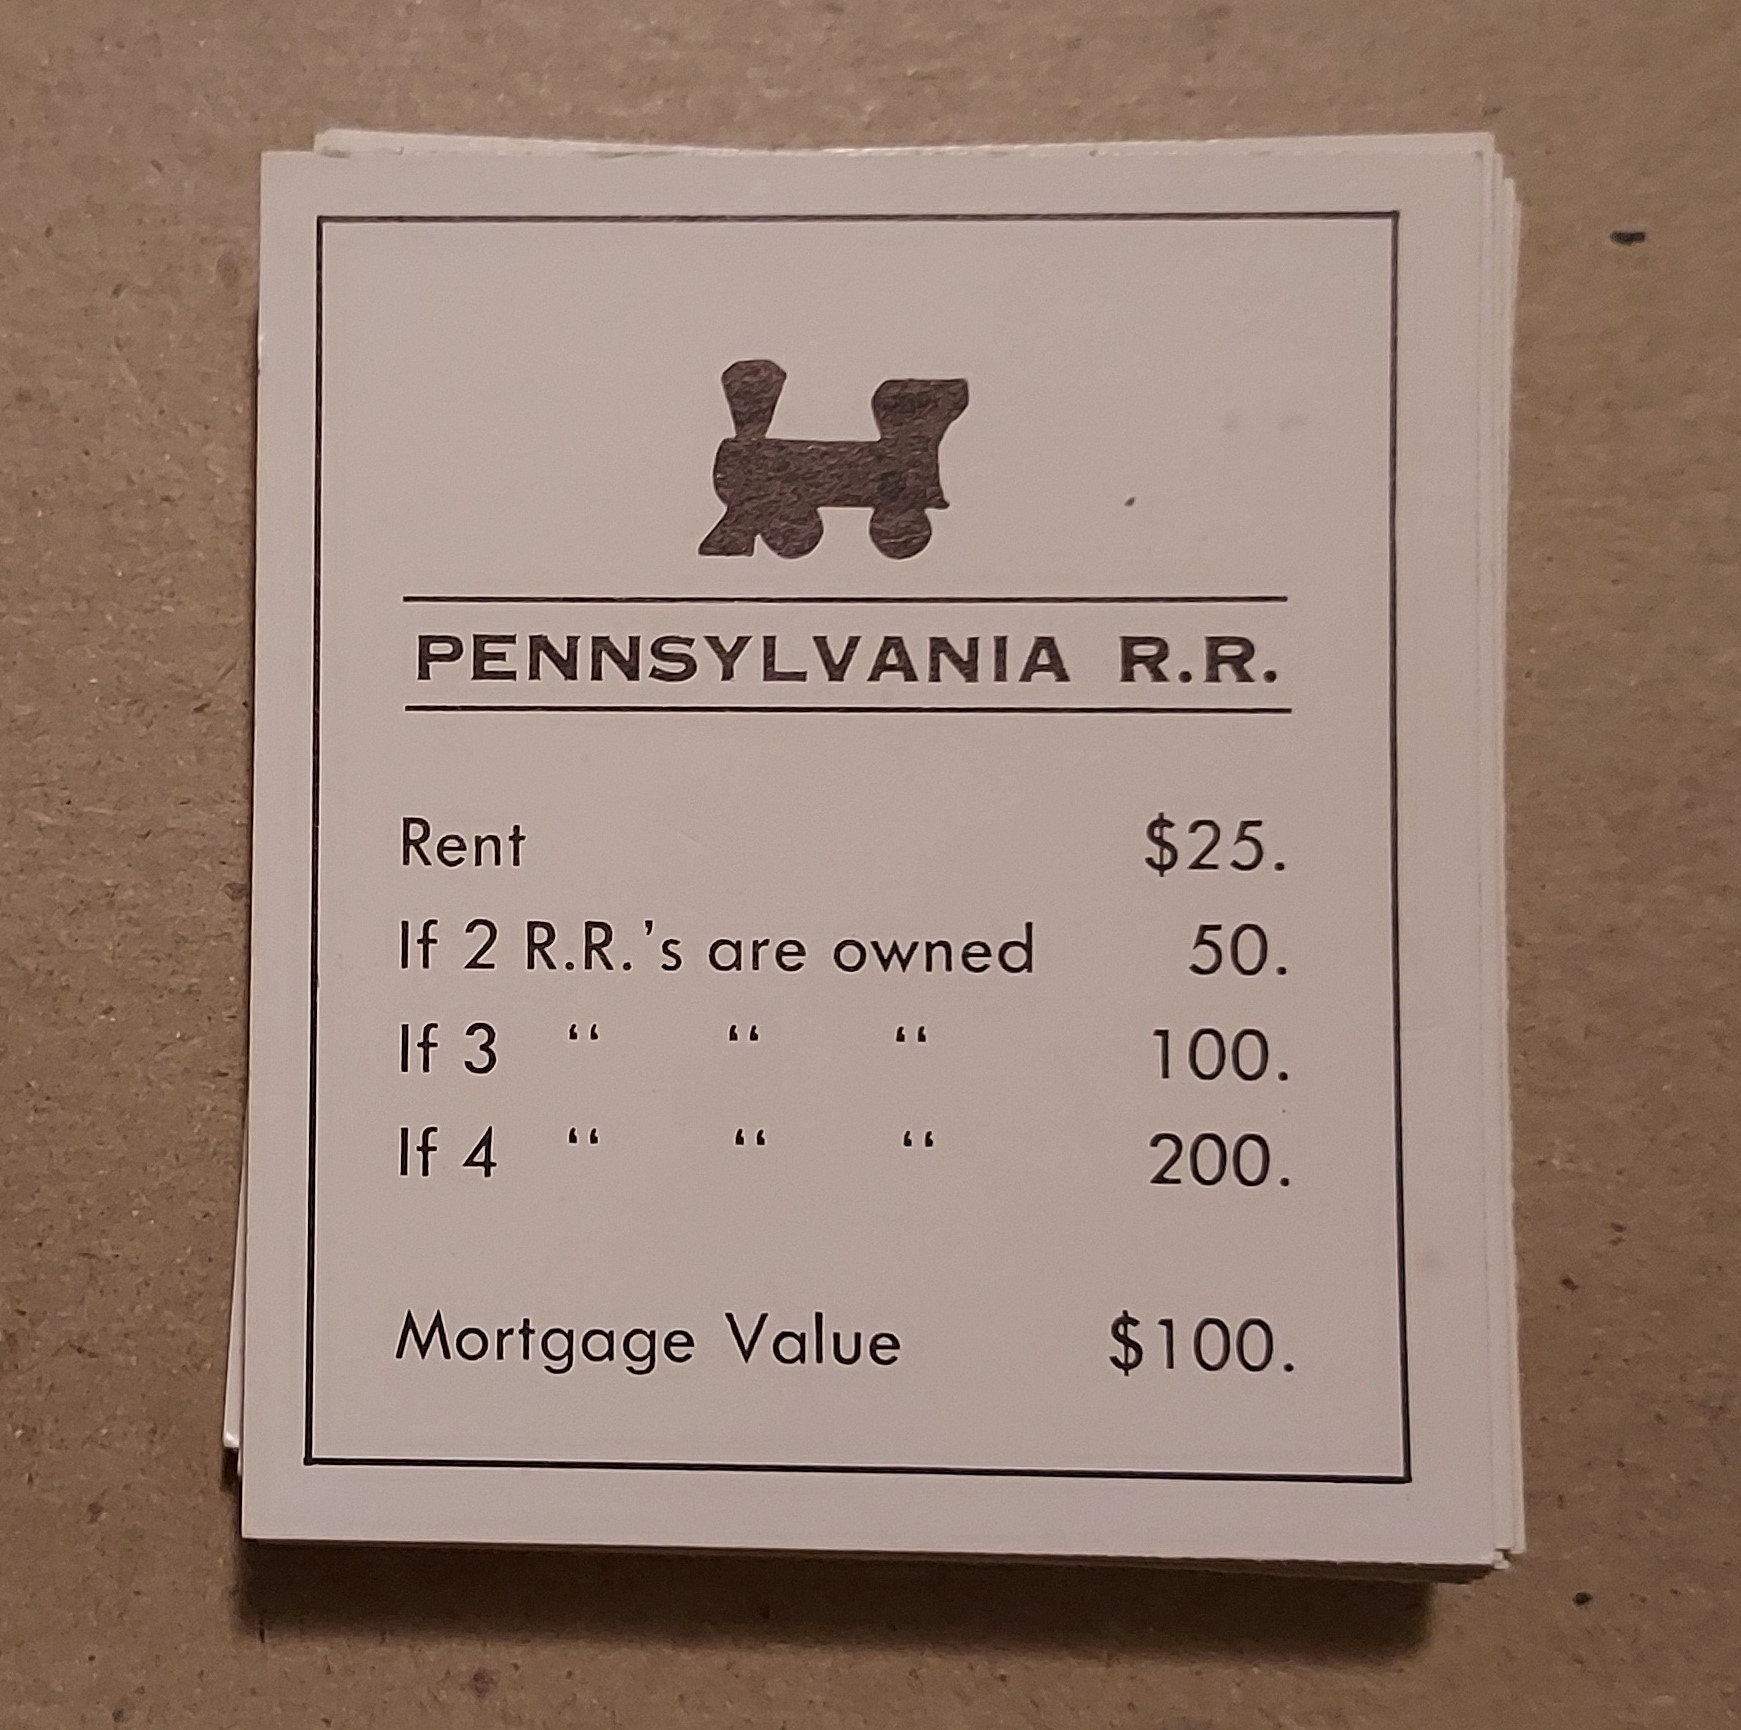 PENNSYLVANIA R.R.
Rent $25.
If 2 R.R.'s are owned 50.
If 3 “ “ “ 100.
If 4 “ “ “ 200.
Mortgage Value $100.